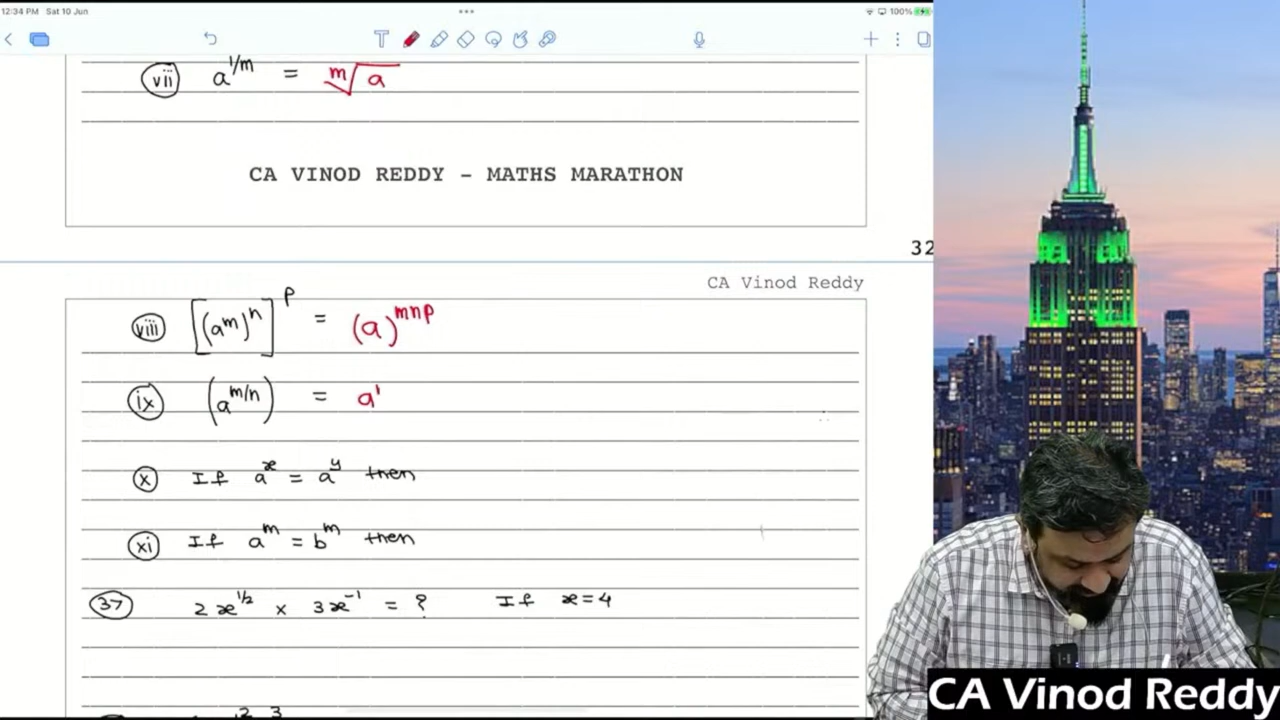 12:34 PM Sat 10 Jun 100%
T
vii a^1/m = m√a
CA VINOD REDDY - MATHS MARATHON
32
CA Vinod Reddy
viii [(a^m)^n]^p = (a)^mnp
ix (a^m/n) = a^1
x If a^x = a^y then
xi If a^m = b^m then
37 2x^1/2 × 3x^-1 = ? If x=4
CA Vinod Reddy